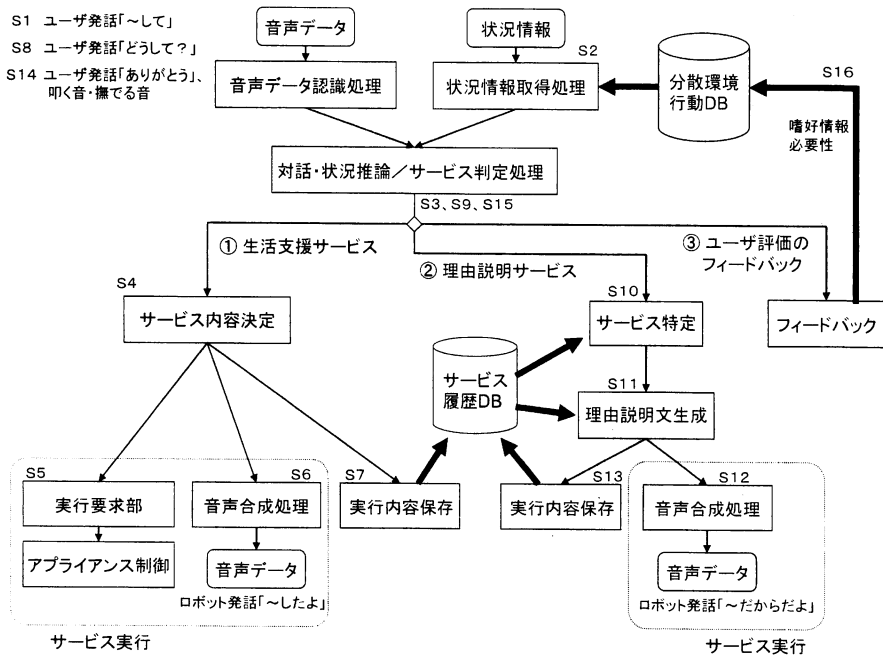 S1 ユーザ発話「～して」
S8 ユーザ発話「どうして？」
S14 ユーザ発話「ありがとう」、
叩く音・撫でる音
音声データ
状況情報
S2
音声データ認識処理
状況情報取得処理
分散環境
行動DB
S16
嗜好情報
必要性
対話・状況推論／サービス判定処理
S3、S9、S15
① 生活支援サービス
② 理由説明サービス
③ ユーザ評価の
フィードバック
S4
サービス内容決定
S10
サービス特定
フィードバック
サービス
履歴DB
S11
理由説明文生成
S5
実行要求部
S6
音声合成処理
S7
実行内容保存
S13
実行内容保存
S12
音声合成処理
アプライアンス制御
音声データ
ロボット発話「～したよ」
音声データ
ロボット発話「～だからだよ」
サービス実行
サービス実行